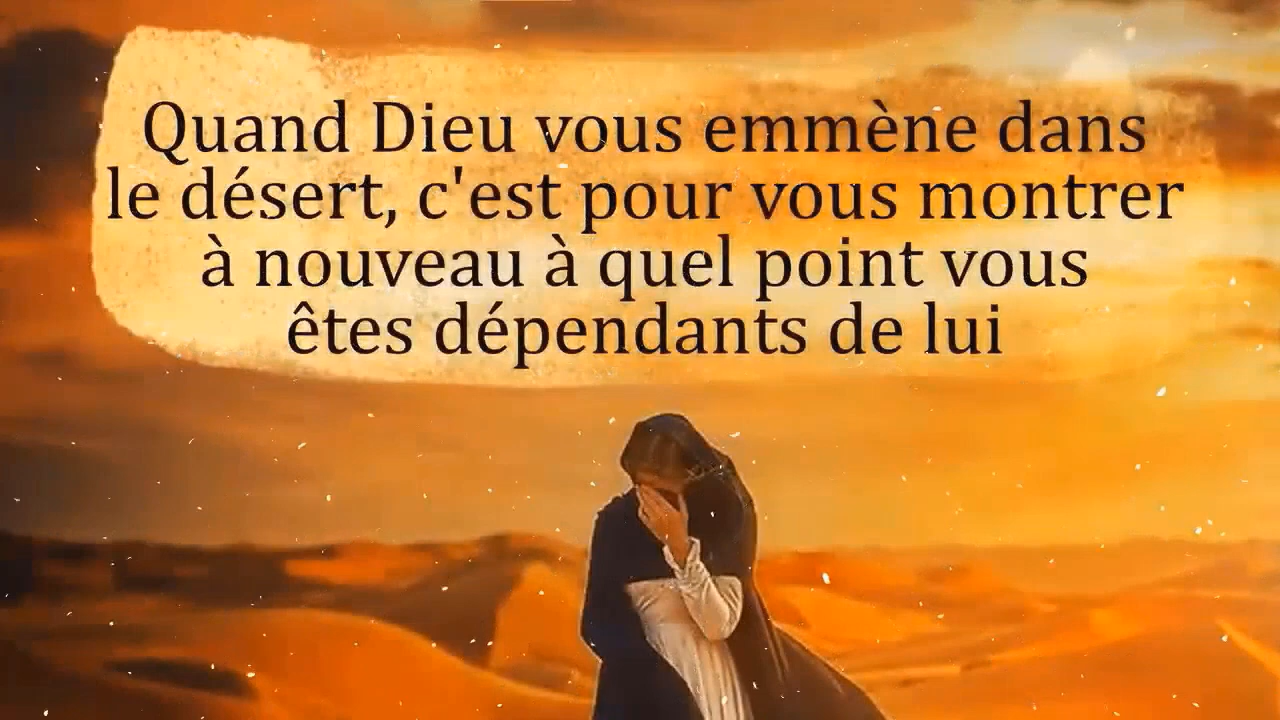 Quand Dieu vous emmène dans
le désert, c'est pour vous montrer
à nouveau à quel point vous
êtes dépendants de lui